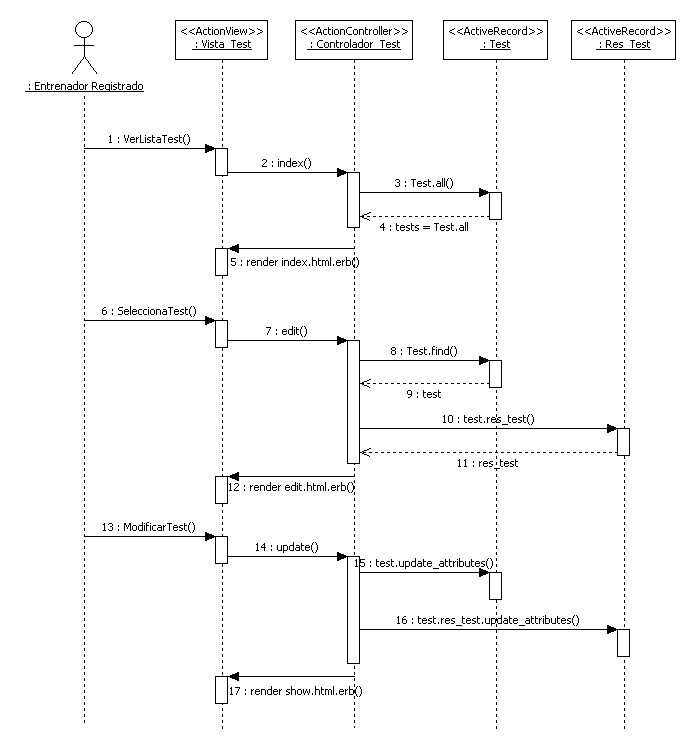 <<ActionView>>
: Vista_Test
<<ActionController>>
: Controlador_Test
<<ActiveRecord>>
: Test
<<ActiveRecord>>
: Res_Test
: Entrenador Registrado
1 : VerListaTest()
2 : index()
3 : Test.all()
4 : tests = Test.all
5 : render index.html.erb()
6 : SeleccionaTest()
7 : edit()
8 : Test.find()
9 : test
10 : test.res_test()
11 : res_test
12 : render edit.html.erb()
13 : ModificarTest()
14 : update()
15 : test.update_attributes()
16 : test.res_test.update_attributes()
17 : render show.html.erb()